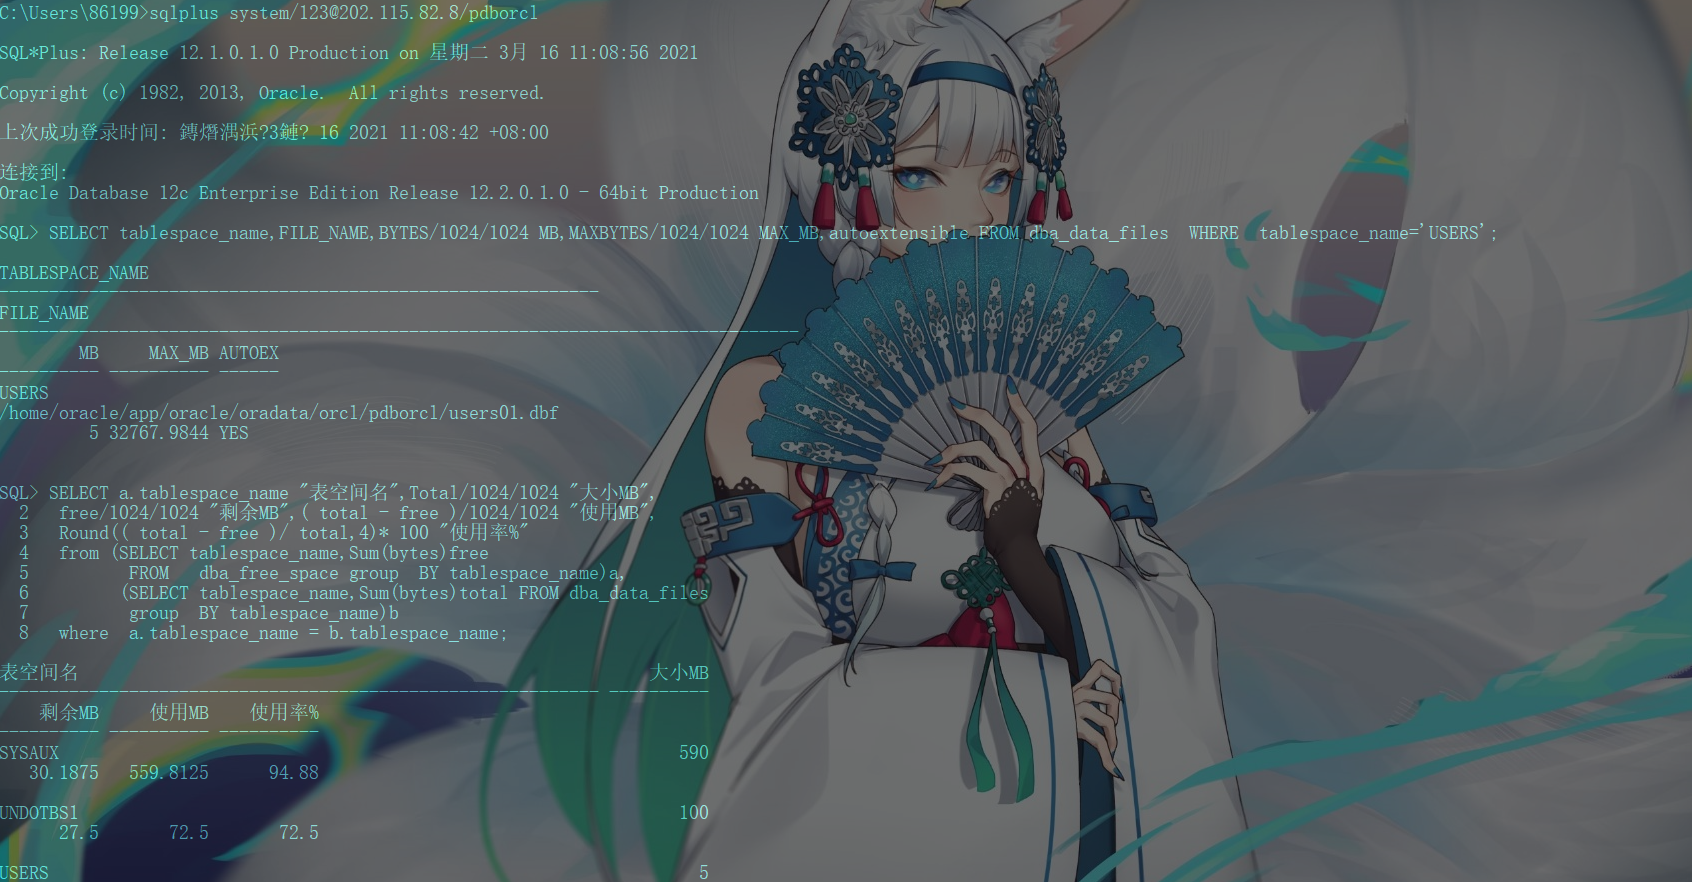 C:\Users\86199>sqlplus system/123@202.115.82.8/pdborcl
SQL*Plus: Release 12.1.0.1.0 Production on 星期二 3月 16 11:08:56 2021
Copyright (c) 1982, 2013, Oracle.  All rights reserved.
上次成功登录时间: 鏄熸湡浜?3鏈? 16 2021 11:08:42 +08:00
连接到:
Oracle Database 12c Enterprise Edition Release 12.2.0.1.0 - 64bit Production
SQL> SELECT tablespace_name,FILE_NAME,BYTES/1024/1024 MB,MAXBYTES/1024/1024 MAX_MB,autoextensible FROM dba_data_files  WHERE  tablespace_name='USERS';
TABLESPACE_NAME
------------------------------------------------------------
FILE_NAME
--------------------------------------------------------------------------------
        MB     MAX_MB AUTOEX
---------- ---------- ------
USERS
/home/oracle/app/oracle/oradata/orcl/pdborcl/users01.dbf
         5 32767.9844 YES
SQL> SELECT a.tablespace_name "表空间名",Total/1024/1024 "大小MB",
  2   free/1024/1024 "剩余MB",( total - free )/1024/1024 "使用MB",
  3   Round(( total - free )/ total,4)* 100 "使用率%"
  4   from (SELECT tablespace_name,Sum(bytes)free
  5          FROM   dba_free_space group  BY tablespace_name)a,
  6         (SELECT tablespace_name,Sum(bytes)total FROM dba_data_files
  7          group  BY tablespace_name)b
  8   where  a.tablespace_name = b.tablespace_name;
表空间名                                                         大小MB
------------------------------------------------------------ ----------
    剩余MB     使用MB    使用率%
---------- ---------- ----------
SYSAUX                                                              590
   30.1875   559.8125      94.88
UNDOTBS1                                                            100
      27.5       72.5       72.5
USERS                                                                 5